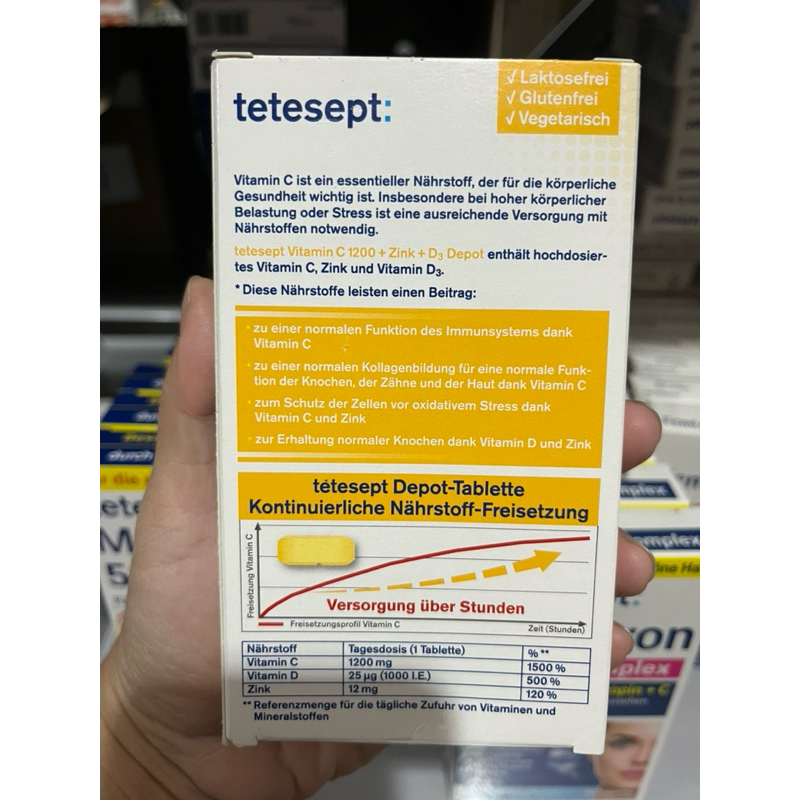 tetesept:
√ Laktosefrei
√ Glutenfrei
√ Vegetarisch
Vitamin C ist ein essentieller Nährstoff, der für die körperliche
Gesundheit wichtig ist. Insbesondere bei hoher körperlicher
Belastung oder Stress ist eine ausreichende Versorgung mit
Nährstoffen notwendig.
tetesept Vitamin C 1200 + Zink + D₃ Depot enthält hochdosier-
tes Vitamin C, Zink und Vitamin D₃.
* Diese Nährstoffe leisten einen Beitrag:
• zu einer normalen Funktion des Immunsystems dank
Vitamin C
• zu einer normalen Kollagenbildung für eine normale Funk-
tion der Knochen, der Zähne und der Haut dank Vitamin C
• zum Schutz der Zellen vor oxidativem Stress dank
Vitamin C und Zink
• zur Erhaltung normaler Knochen dank Vitamin D und Zink
tetesept Depot-Tablette
Kontinuierliche Nährstoff-Freisetzung
Freisetzung Vitamin C
Versorgung über Stunden
Freisetzungsprofil Vitamin C
Zeit (Stunden)
Nährstoff Tagesdosis (1 Tablette) % **
Vitamin C 1200 mg 1500 %
Vitamin D 25 µg (1000 I.E.) 500 %
Zink 12 mg 120 %
** Referenzmenge für die tägliche Zufuhr von Vitaminen und
Mineralstoffen
durch